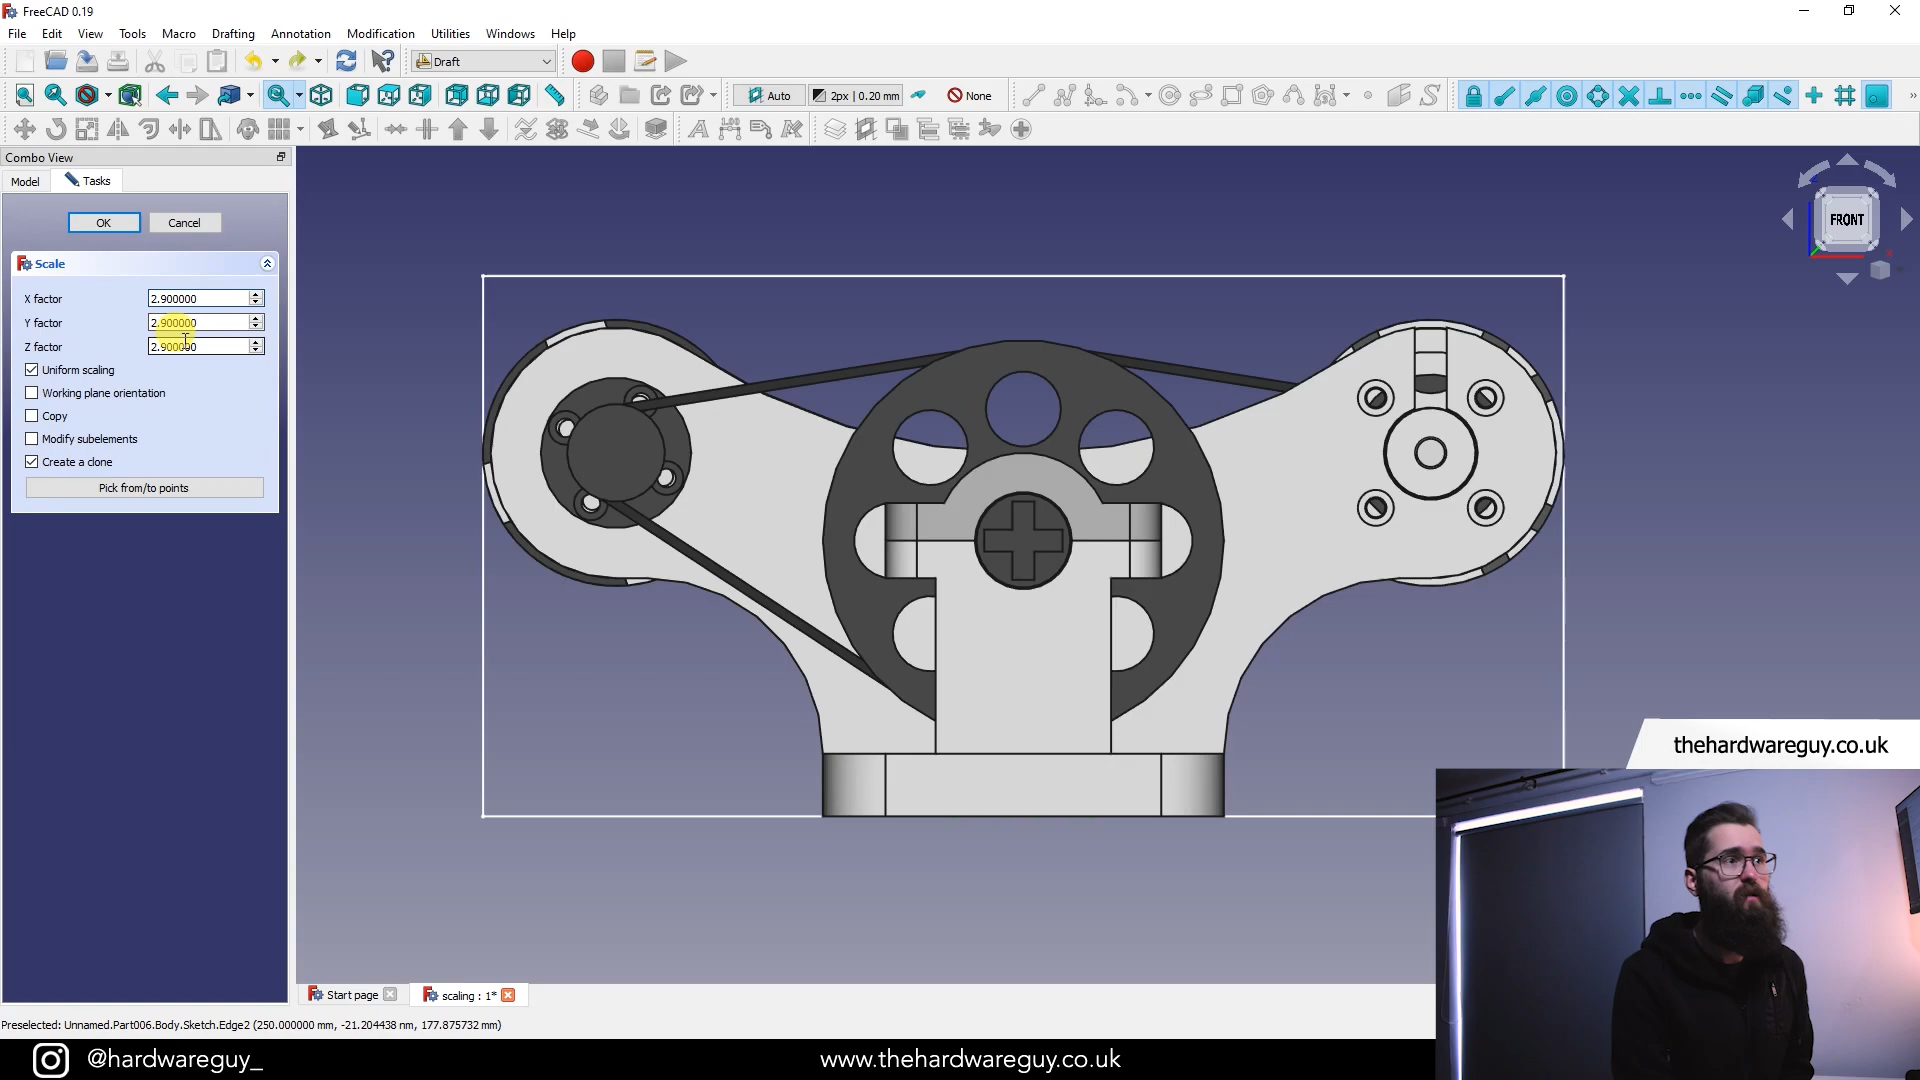 FreeCAD 0.19
File Edit View Tools Macro Drafting Annotation Modification Utilities Windows Help
Draft
Auto 2px | 0.20 mm None
Combo View
Model Tasks
OK Cancel
Scale
X factor 2.900000
Y factor 2.900000
Z factor 2.900000
Uniform scaling
Working plane orientation
Copy
Modify subelements
Create a clone
Pick from/to points
FRONT
thehardwareguy.co.uk
Start page scaling : 1*
Preselected: Unnamed.Part006.Body.Sketch.Edge2 (250.000000 mm, -21.204438 nm, 177.875732 mm)
@hardwareguy_ www.thehardwareguy.co.uk